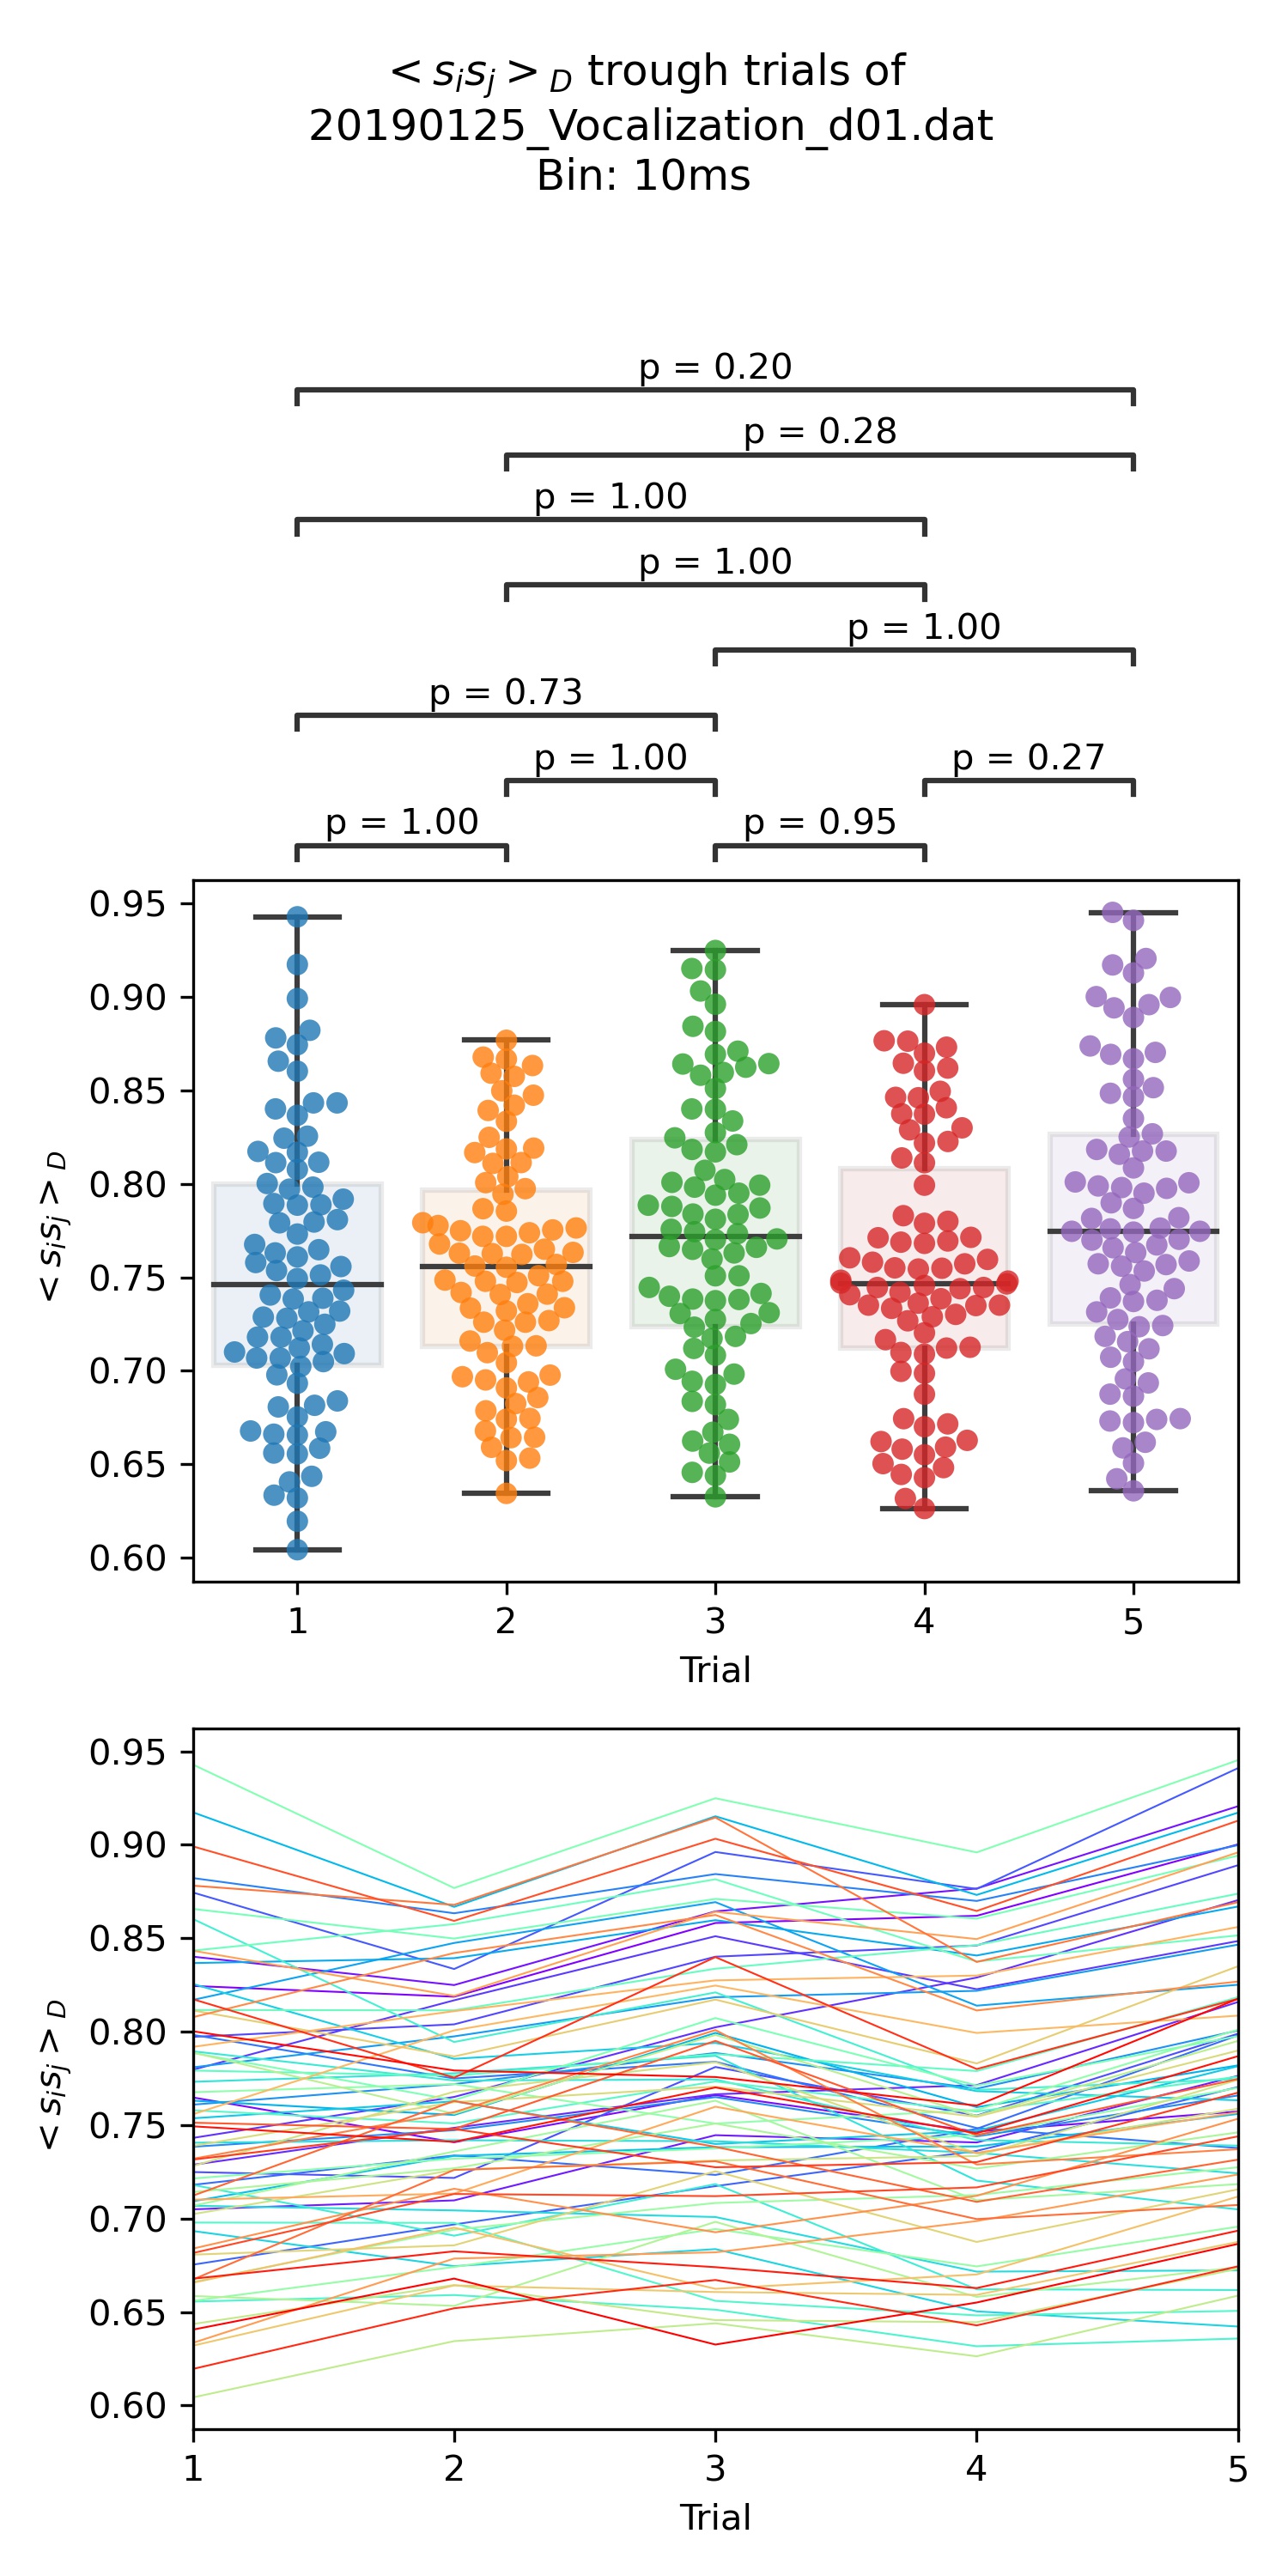 < s_i s_j >_D trough trials of
20190125_Vocalization_d01.dat
Bin: 10ms
p = 0.20
p = 0.28
p = 1.00
p = 1.00
p = 1.00
p = 0.73
p = 1.00 p = 0.27
p = 1.00 p = 0.95
< s_i s_j >_D
0.95
0.90
0.85
0.80
0.75
0.70
0.65
0.60
1 2 3 4 5
Trial
< s_i s_j >_D
0.95
0.90
0.85
0.80
0.75
0.70
0.65
0.60
1 2 3 4 5
Trial